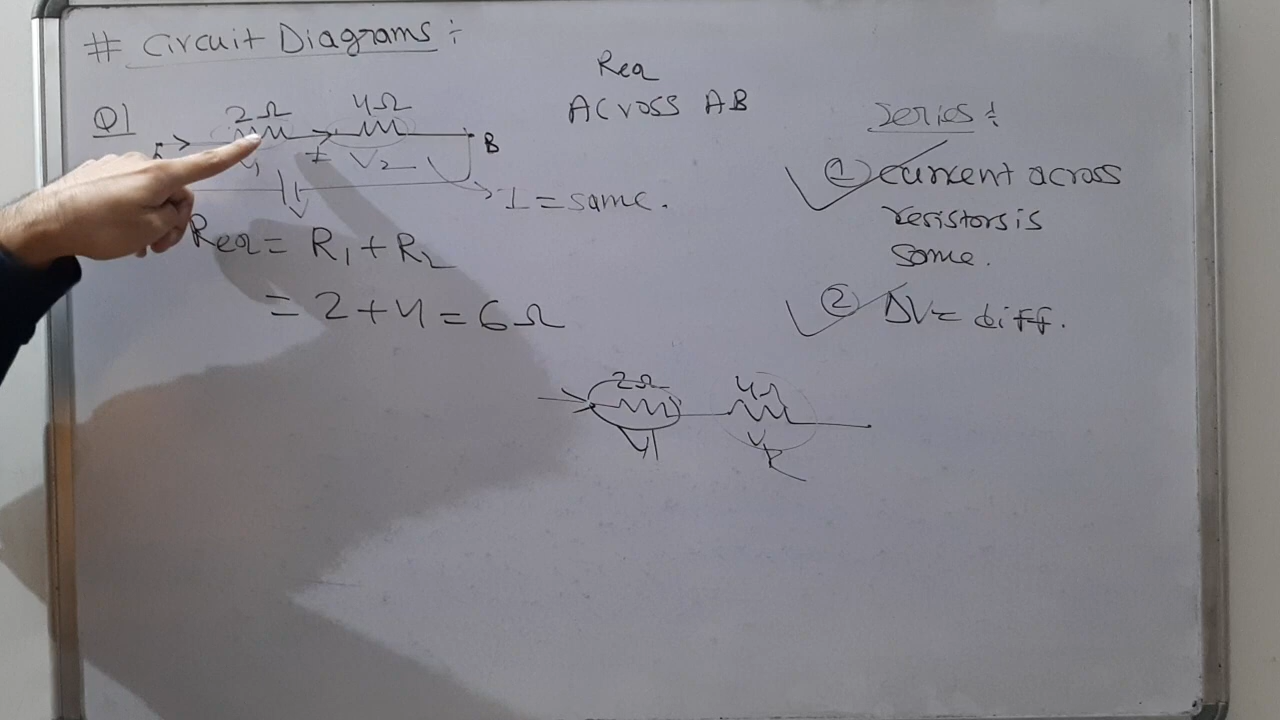 # Circuit Diagrams :
Req
Across AB
Q1
2Ω 4Ω
B
V1 I V2
I = same.
Req = R1 + R2
= 2 + 4 = 6Ω
Series :
① current across
resistors is
same.
② ΔV = diff.
2Ω 4Ω
V1